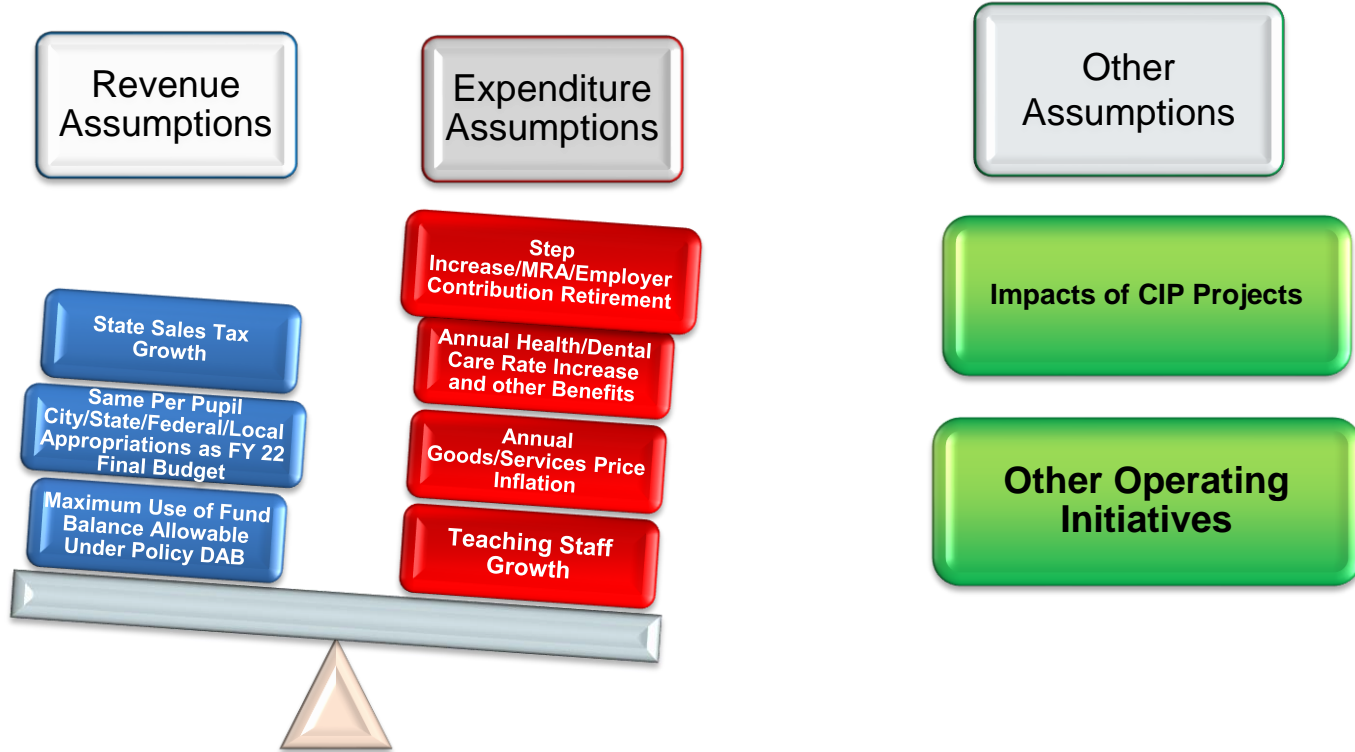 Revenue
Assumptions
State Sales Tax
Growth
Same Per Pupil
City/State/Federal/Local
Appropriations as FY 22
Final Budget
Maximum Use of Fund
Balance Allowable
Under Policy DAB
Expenditure
Assumptions
Step
Increase/MRA/Employer
Contribution Retirement
Annual Health/Dental
Care Rate Increase
and other Benefits
Annual
Goods/Services Price
Inflation
Teaching Staff
Growth
Other
Assumptions
Impacts of CIP Projects
Other Operating
Initiatives